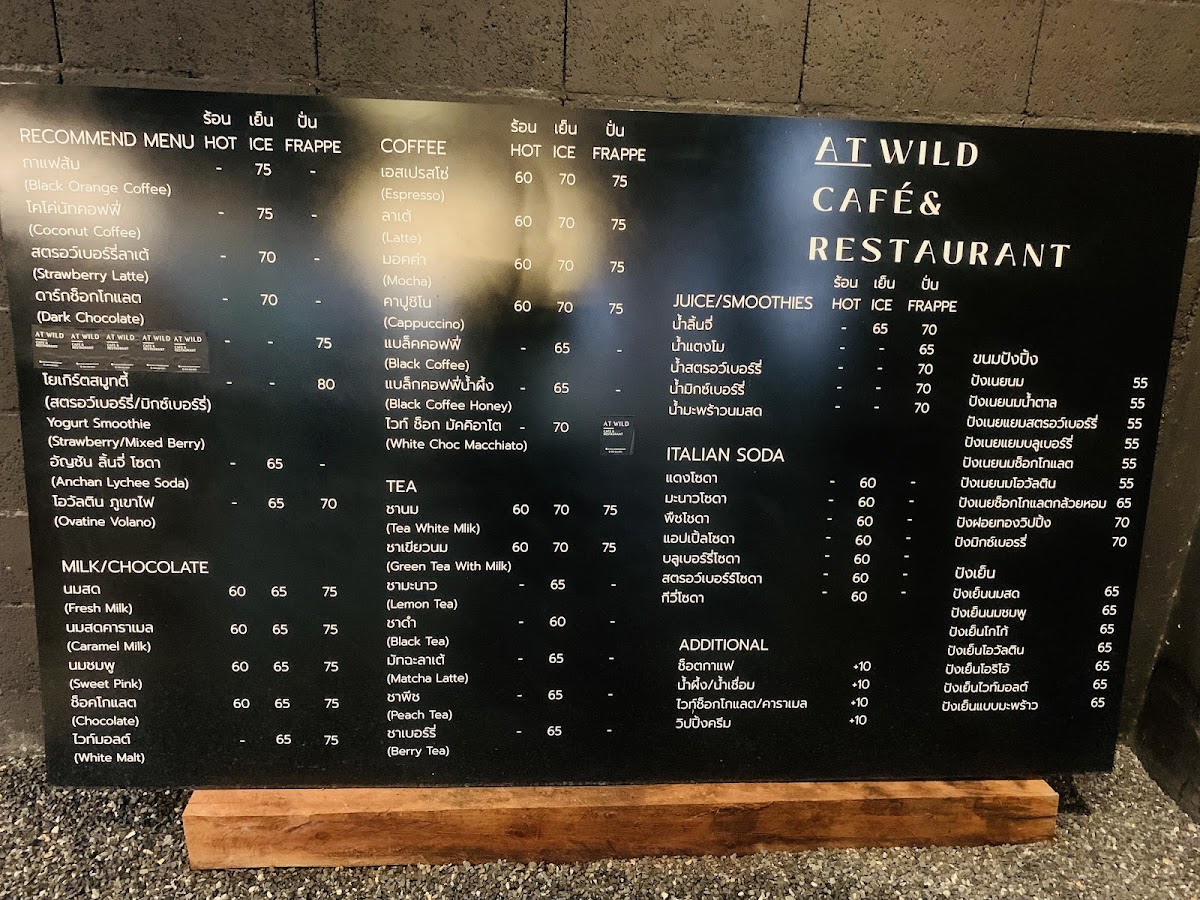 RECOMMEND MENU
ร้อน เย็น ปั่น
HOT ICE FRAPPE
กาแฟส้ม - 75 -
(Black Orange Coffee)
โคโค่นัทคอฟฟี่ - 75 -
(Coconut Coffee)
สตรอว์เบอร์รี่ลาเต้ - 70 -
(Strawberry Latte)
ดาร์กช็อกโกแลต - 70 -
(Dark Chocolate)
AT WILD AT WILD AT WILD AT WILD AT WILD - - 75
โยเกิร์ตสมูทตี้ - - 80
(สตรอว์เบอร์รี่/มิกซ์เบอร์รี่)
Yogurt Smoothie
(Strawberry/Mixed Berry)
อัญชัน ลิ้นจี่ โซดา - 65 -
(Anchan Lychee Soda)
โอวัลติน ภูเขาไฟ - 65 70
(Ovatine Volano)
MILK/CHOCOLATE
นมสด 60 65 75
(Fresh Milk)
นมสดคาราเมล 60 65 75
(Caramel Milk)
นมชมพู 60 65 75
(Sweet Pink)
ช็อคโกแลต 60 65 75
(Chocolate)
ไวท์มอลต์ - 65 75
(White Malt)
COFFEE
ร้อน เย็น ปั่น
HOT ICE FRAPPE
เอสเปรสโซ่ 60 70 75
(Espresso)
ลาเต้ 60 70 75
(Latte)
มอคค่า 60 70 75
(Mocha)
คาปูชิโน 60 70 75
(Cappuccino)
แบล็คคอฟฟี่ - 65 -
(Black Coffee)
แบล็กคอฟฟี่น้ำผึ้ง - 65 -
(Black Coffee Honey)
ไวท์ ช็อก มัคคิอาโต - 70 AT WILD
(White Choc Macchiato)
TEA
ชานม 60 70 75
(Tea White Mlik)
ชาเขียวนม 60 70 75
(Green Tea With Milk)
ชามะนาว - 65 -
(Lemon Tea)
ชาดำ - 60 -
(Black Tea)
มัทฉะลาเต้ - 65 -
(Matcha Latte)
ชาพีช - 65 -
(Peach Tea)
ชาเบอร์รี่ - 65 -
(Berry Tea)
AT WILD
CAFÉ&
RESTAURANT
JUICE/SMOOTHIES
ร้อน เย็น ปั่น
HOT ICE FRAPPE
น้ำลิ้นจี่ - 65 70
น้ำแตงโม - - 65
น้ำสตรอว์เบอร์รี่ - - 70
น้ำมิกซ์เบอร์รี่ - - 70
น้ำมะพร้าวนมสด - - 70
ITALIAN SODA
แดงโซดา - 60 -
มะนาวโซดา - 60 -
พีชโซดา - 60 -
แอปเปิ้ลโซดา - 60 -
บลูเบอร์รี่โซดา - 60 -
สตรอว์เบอร์รี่โซดา - 60 -
กีวี่โซดา - 60 -
ADDITIONAL
ช็อตกาแฟ +10
น้ำผึ้ง/น้ำเชื่อม +10
ไวท์ช็อกโกแลต/คาราเมล +10
วิปปิ้งครีม +10
ขนมปังปิ้ง
ปังเนยนม 55
ปังเนยนมน้ำตาล 55
ปังเนยแยมสตรอว์เบอร์รี่ 55
ปังเนยแยมบลูเบอร์รี่ 55
ปังเนยนมช็อกโกแลต 55
ปังเนยนมโอวัลติน 55
ปังเนยช็อกโกแลตกล้วยหอม 65
ปังฝอยทองวิปปิ้ง 70
ปังมิกซ์เบอรรี่ 70
ปังเย็น
ปังเย็นนมสด 65
ปังเย็นนมชมพู 65
ปังเย็นโกโก้ 65
ปังเย็นโอวัลติน 65
ปังเย็นโอริโอ้ 65
ปังเย็นไวท์มอลต์ 65
ปังเย็นแบบมะพร้าว 65